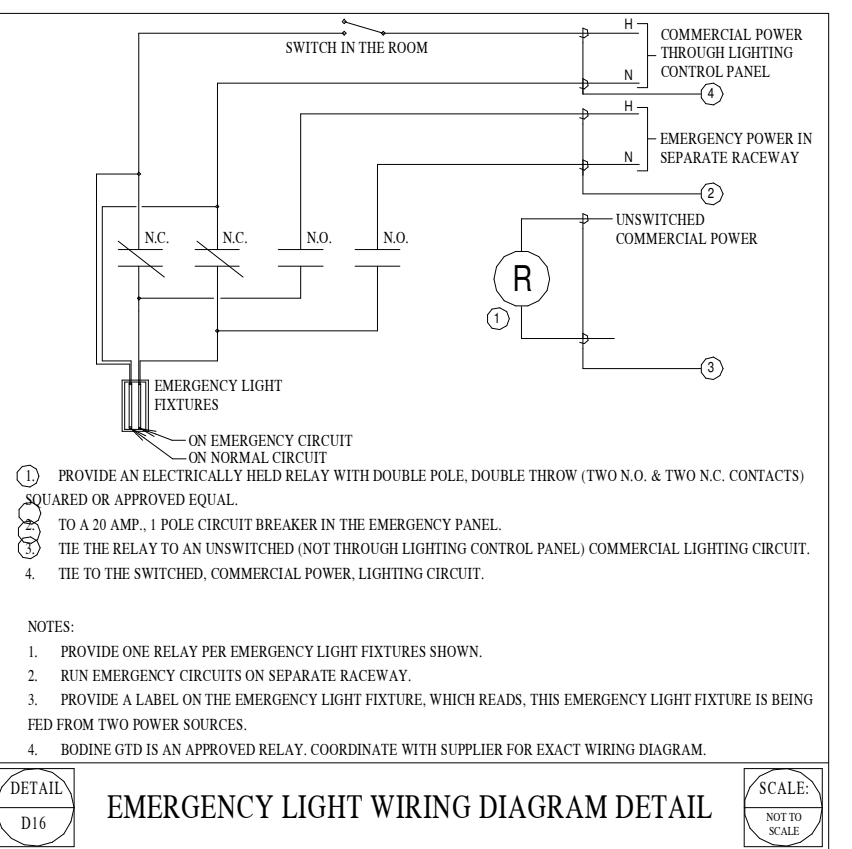 H
COMMERCIAL POWER
SWITCH IN THE ROOM
THROUGH LIGHTING
CONTROL PANEL
N
4
H
EMERGENCY POWER IN
SEPARATE RACEWAY
N
2
UNSWITCHED
COMMERCIAL POWER
N.C.
N.C.
N.O.
N.O.
R
1
3
EMERGENCY LIGHT
FIXTURES
ON EMERGENCY CIRCUIT
ON NORMAL CIRCUIT
1. PROVIDE AN ELECTRICALLY HELD RELAY WITH DOUBLE POLE, DOUBLE THROW (TWO N.O. & TWO N.C. CONTACTS)
SQUARED OR APPROVED EQUAL.
2. TO A 20 AMP., 1 POLE CIRCUIT BREAKER IN THE EMERGENCY PANEL.
3. TIE THE RELAY TO AN UNSWITCHED (NOT THROUGH LIGHTING CONTROL PANEL) COMMERCIAL LIGHTING CIRCUIT.
4. TIE TO THE SWITCHED, COMMERCIAL POWER, LIGHTING CIRCUIT.
NOTES:
1. PROVIDE ONE RELAY PER EMERGENCY LIGHT FIXTURES SHOWN.
2. RUN EMERGENCY CIRCUITS ON SEPARATE RACEWAY.
3. PROVIDE A LABEL ON THE EMERGENCY LIGHT FIXTURE, WHICH READS, THIS EMERGENCY LIGHT FIXTURE IS BEING
FED FROM TWO POWER SOURCES.
4. BODINE GTD IS AN APPROVED RELAY. COORDINATE WITH SUPPLIER FOR EXACT WIRING DIAGRAM.
DETAIL
D16
EMERGENCY LIGHT WIRING DIAGRAM DETAIL
SCALE:
NOT TO
SCALE